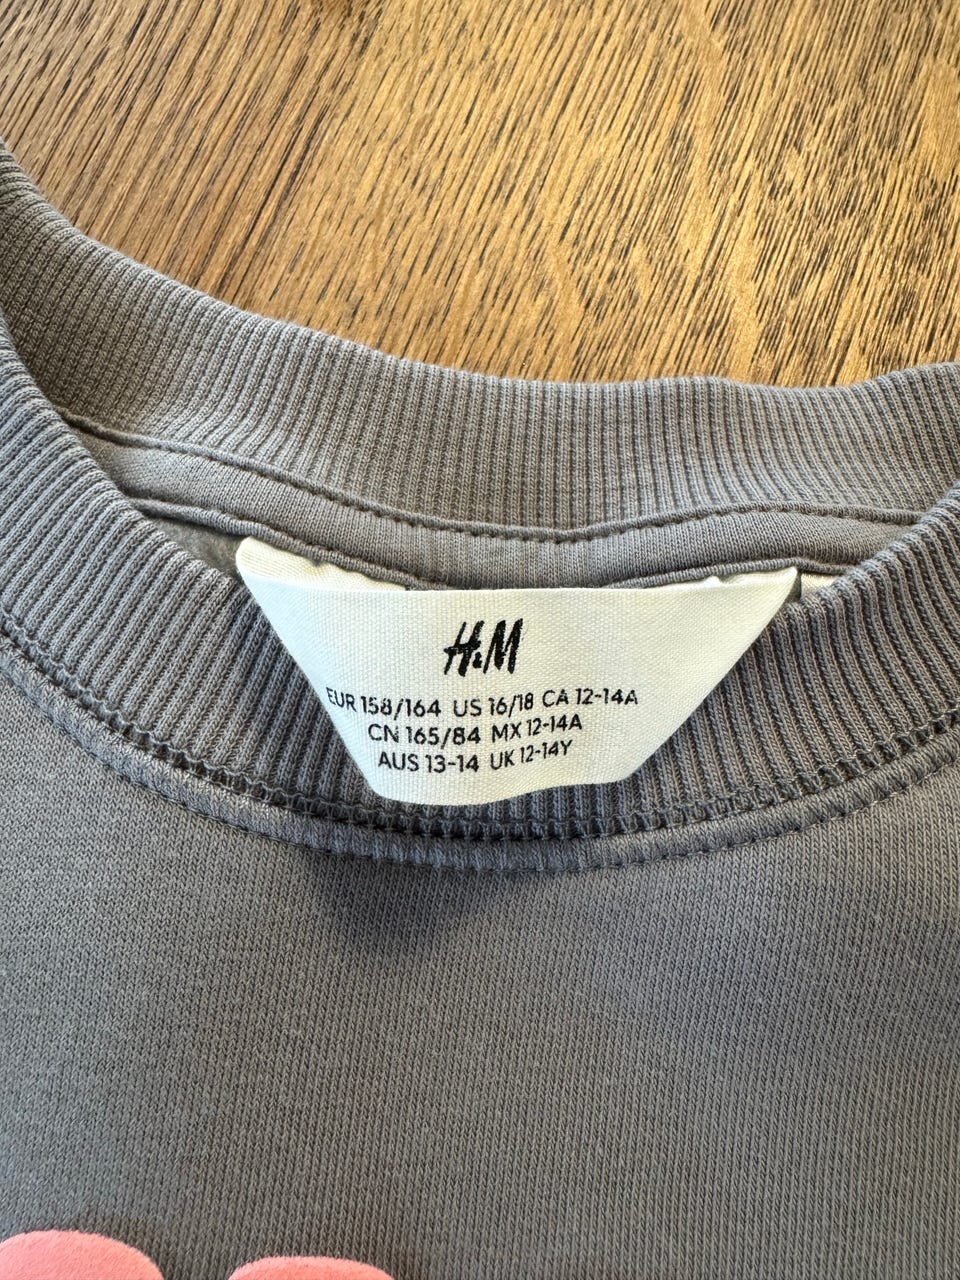 H&M
EUR 158/164 US 16/18 CA 12-14A
CN 165/84 MX 12-14A
AUS 13-14 UK 12-14Y